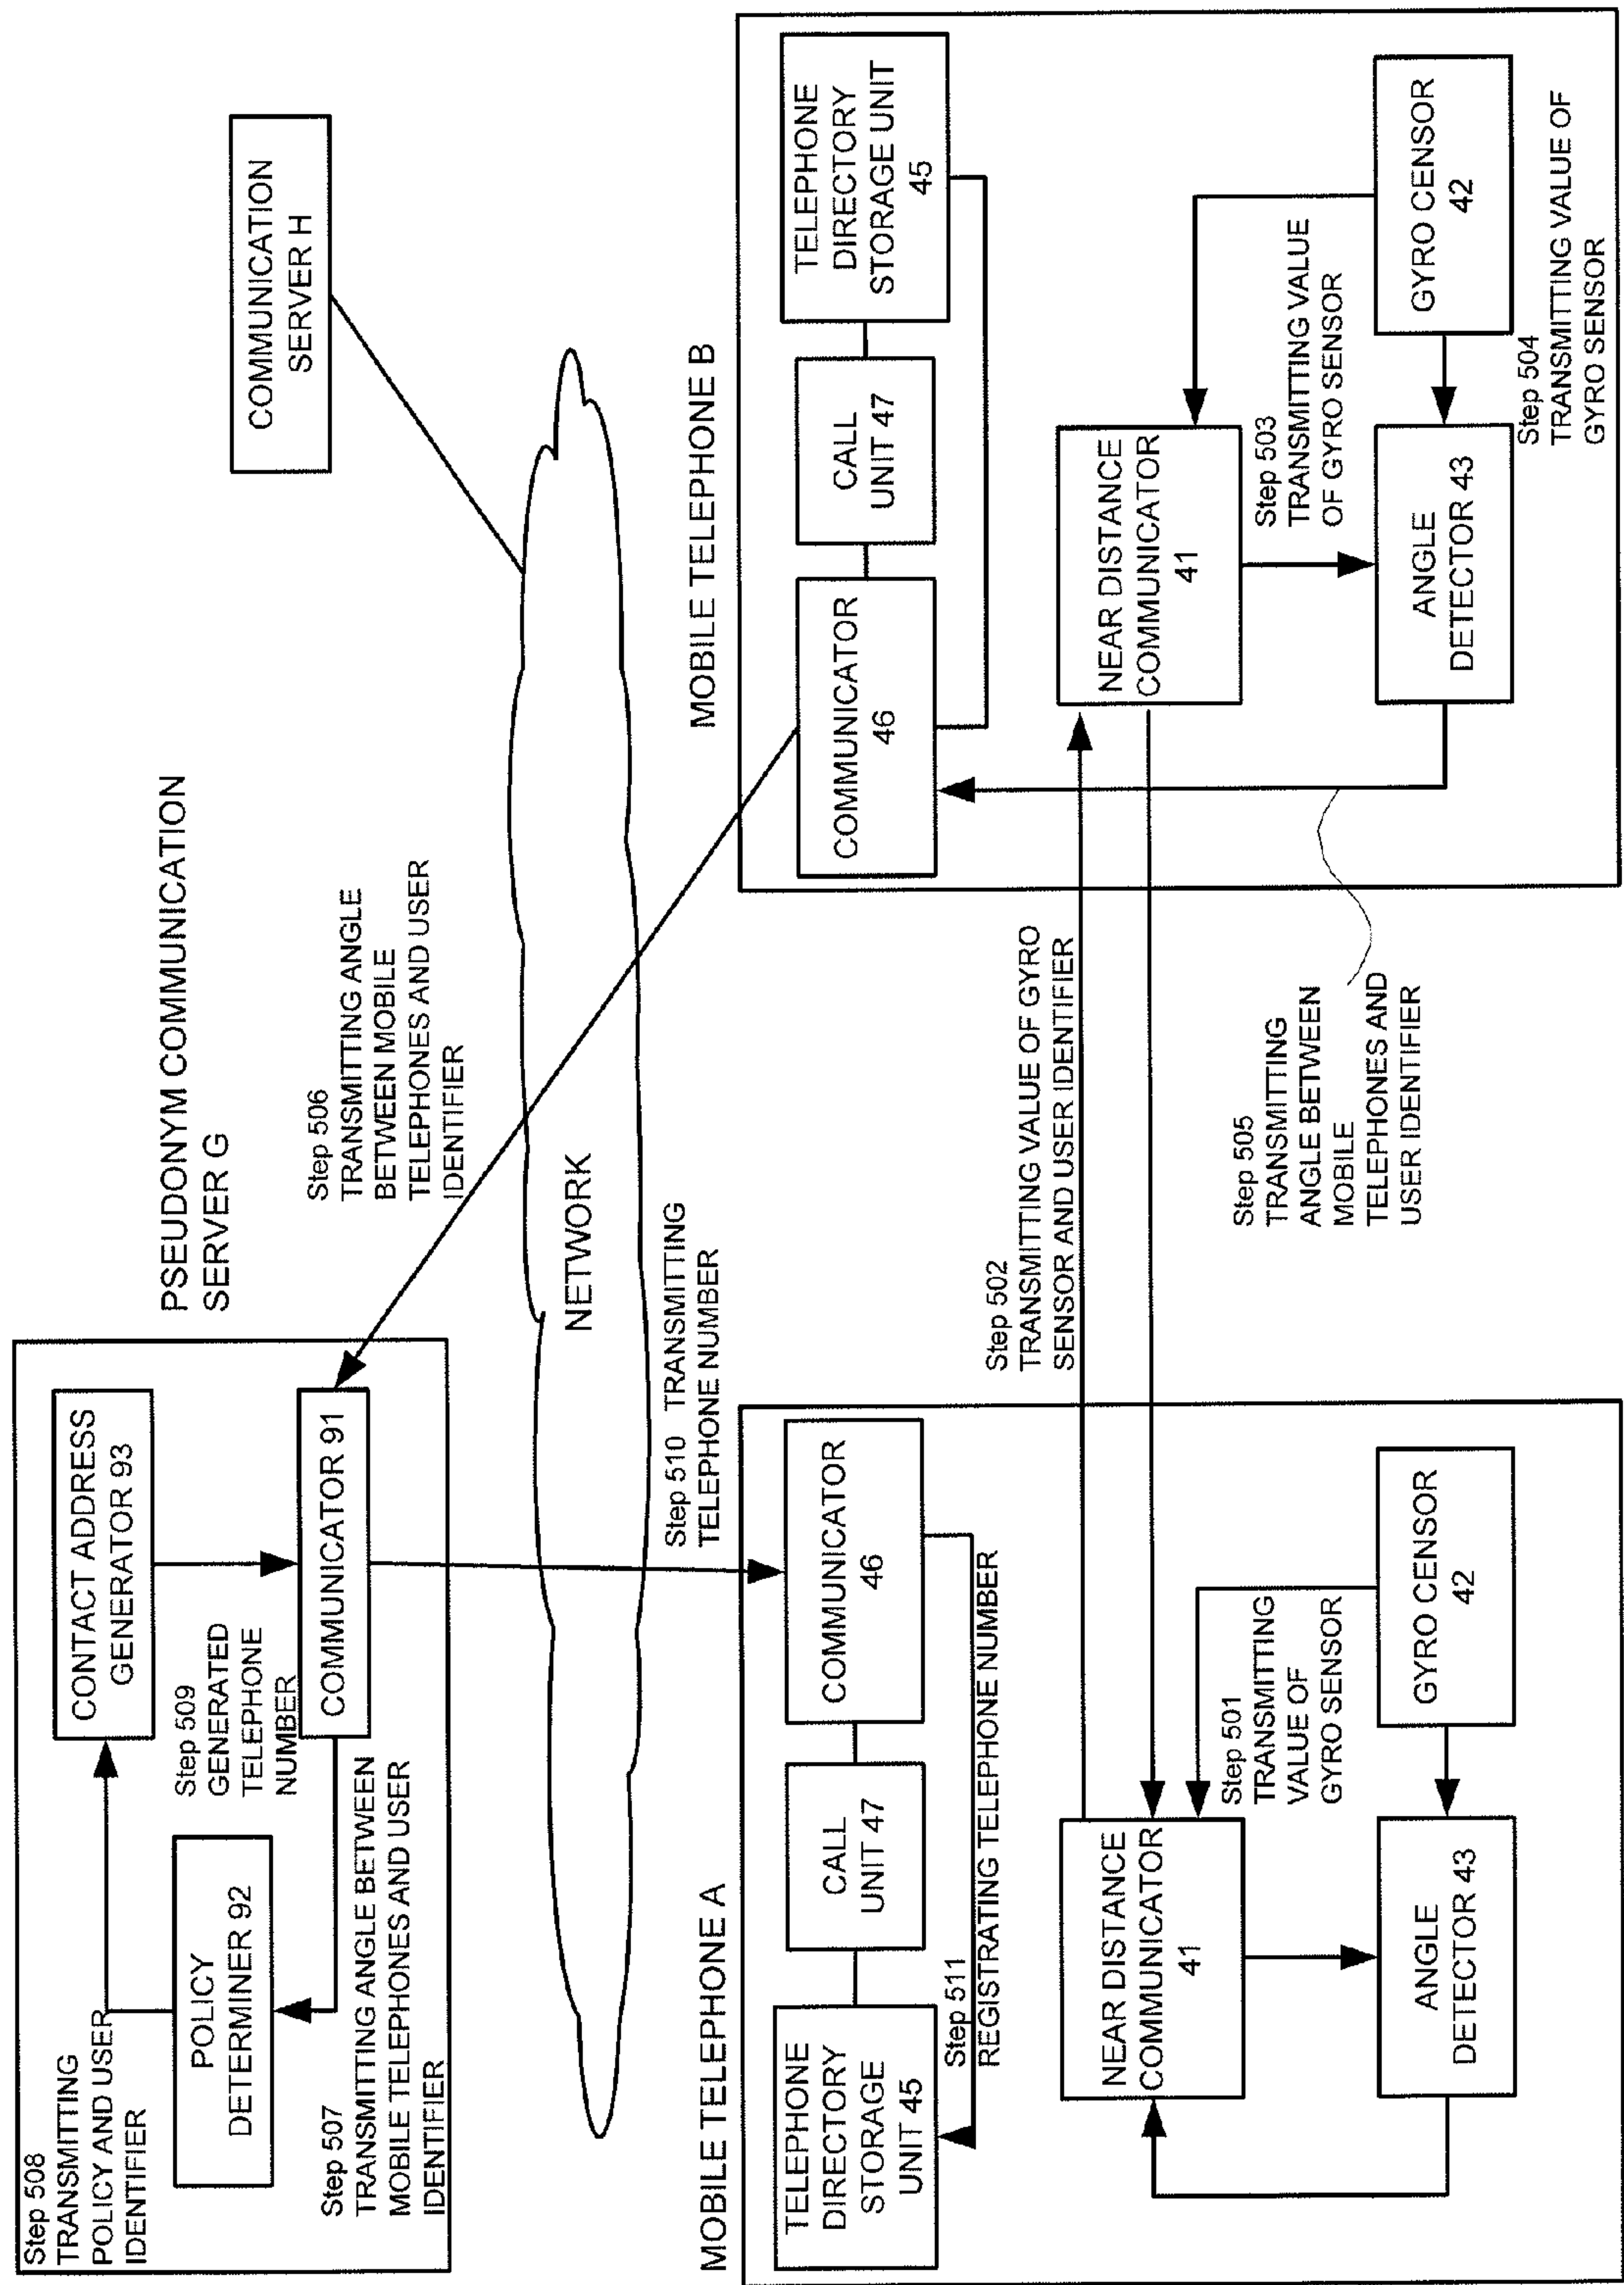 Step 508
TRANSMITTING
POLICY AND USER
IDENTIFIER
POLICY
DETERMINER 92
Step 507
TRANSMITTING ANGLE BETWEEN
MOBILE TELEPHONES AND USER
IDENTIFIER
CONTACT ADDRESS
GENERATOR 93
Step 509
GENERATED
TELEPHONE
NUMBER
COMMUNICATOR 91
PSEUDONYM COMMUNICATION
SERVER G
Step 506
TRANSMITTING ANGLE
BETWEEN MOBILE
TELEPHONES AND USER
IDENTIFIER
COMMUNICATION
SERVER H
NETWORK
Step 510 TRANSMITTING
TELEPHONE NUMBER
MOBILE TELEPHONE A
TELEPHONE
DIRECTORY
STORAGE
UNIT 45
CALL
UNIT 47
COMMUNICATOR
46
Step 511
REGISTRATING TELEPHONE NUMBER
NEAR DISTANCE
COMMUNICATOR
41
Step 501
TRANSMITTING
VALUE OF
GYRO SENSOR
ANGLE
DETECTOR 43
GYRO CENSOR
42
Step 502
TRANSMITTING VALUE OF GYRO
SENSOR AND USER IDENTIFIER
Step 505
TRANSMITTING
ANGLE BETWEEN
MOBILE
TELEPHONES AND
USER IDENTIFIER
MOBILE TELEPHONE B
COMMUNICATOR
46
CALL
UNIT 47
TELEPHONE
DIRECTORY
STORAGE UNIT
45
NEAR DISTANCE
COMMUNICATOR
41
Step 503
TRANSMITTING VALUE
OF GYRO SENSOR
ANGLE
DETECTOR 43
GYRO CENSOR
42
Step 504
TRANSMITTING VALUE OF
GYRO SENSOR